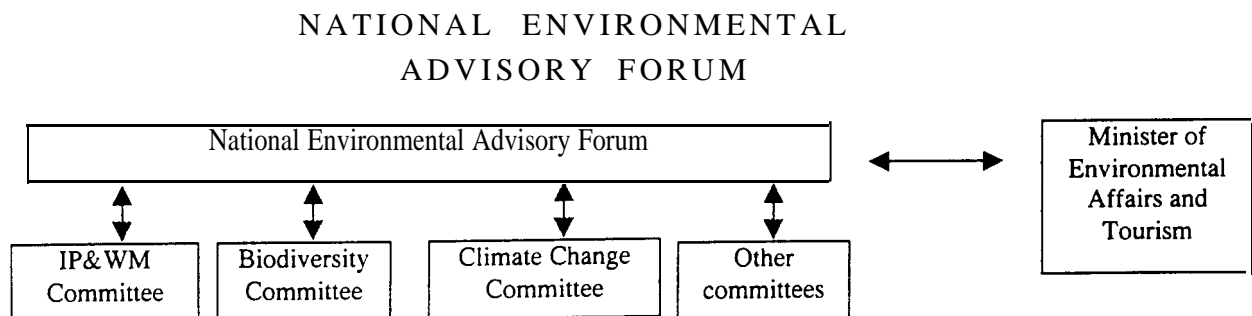 NATIONAL ENVIRONMENTAL
ADVISORY FORUM
National Environmental Advisory Forum
Minister of
Environmental
Affairs and
Tourism
IP&WM
Committee
Biodiversity
Committee
Climate Change
Committee
Other
committees